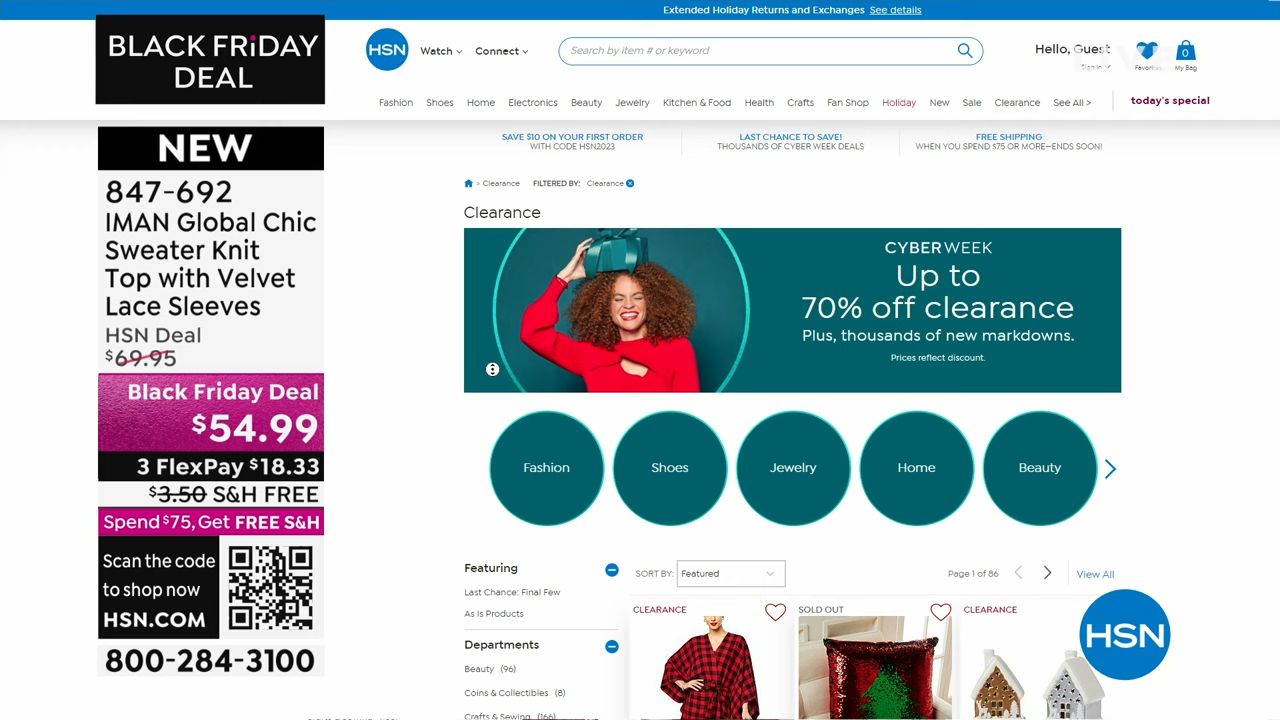 Extended Holiday Returns and Exchanges See details
BLACK FRiDAY
DEAL
HSN
Watch
Connect
Search by item # or keyword
Hello, Guest
Sign In
Favorites
0
My Bag
Fashion Shoes Home Electronics Beauty Jewelry Kitchen & Food Health Crafts Fan Shop Holiday New Sale Clearance See All >
today's special
NEW
847-692
IMAN Global Chic
Sweater Knit
Top with Velvet
Lace Sleeves
HSN Deal
$69.95
Black Friday Deal
$54.99
3 FlexPay $18.33
$3.50 S&H FREE
Spend $75, Get FREE S&H
Scan the code
to shop now
HSN.COM
800-284-3100
SAVE $10 ON YOUR FIRST ORDER
WITH CODE HSN2023
LAST CHANCE TO SAVE!
THOUSANDS OF CYBER WEEK DEALS
FREE SHIPPING
WHEN YOU SPEND $75 OR MORE—ENDS SOON!
> Clearance FILTERED BY: Clearance
Clearance
CYBERWEEK
Up to
70% off clearance
Plus, thousands of new markdowns.
Prices reflect discount.
Fashion
Shoes
Jewelry
Home
Beauty
Featuring
Last Chance: Final Few
As Is Products
Departments
Beauty (96)
Coins & Collectibles (8)
Crafts & Sewing (166)
SORT BY: Featured
Page 1 of 86
View All
CLEARANCE
SOLD OUT
CLEARANCE
HSN